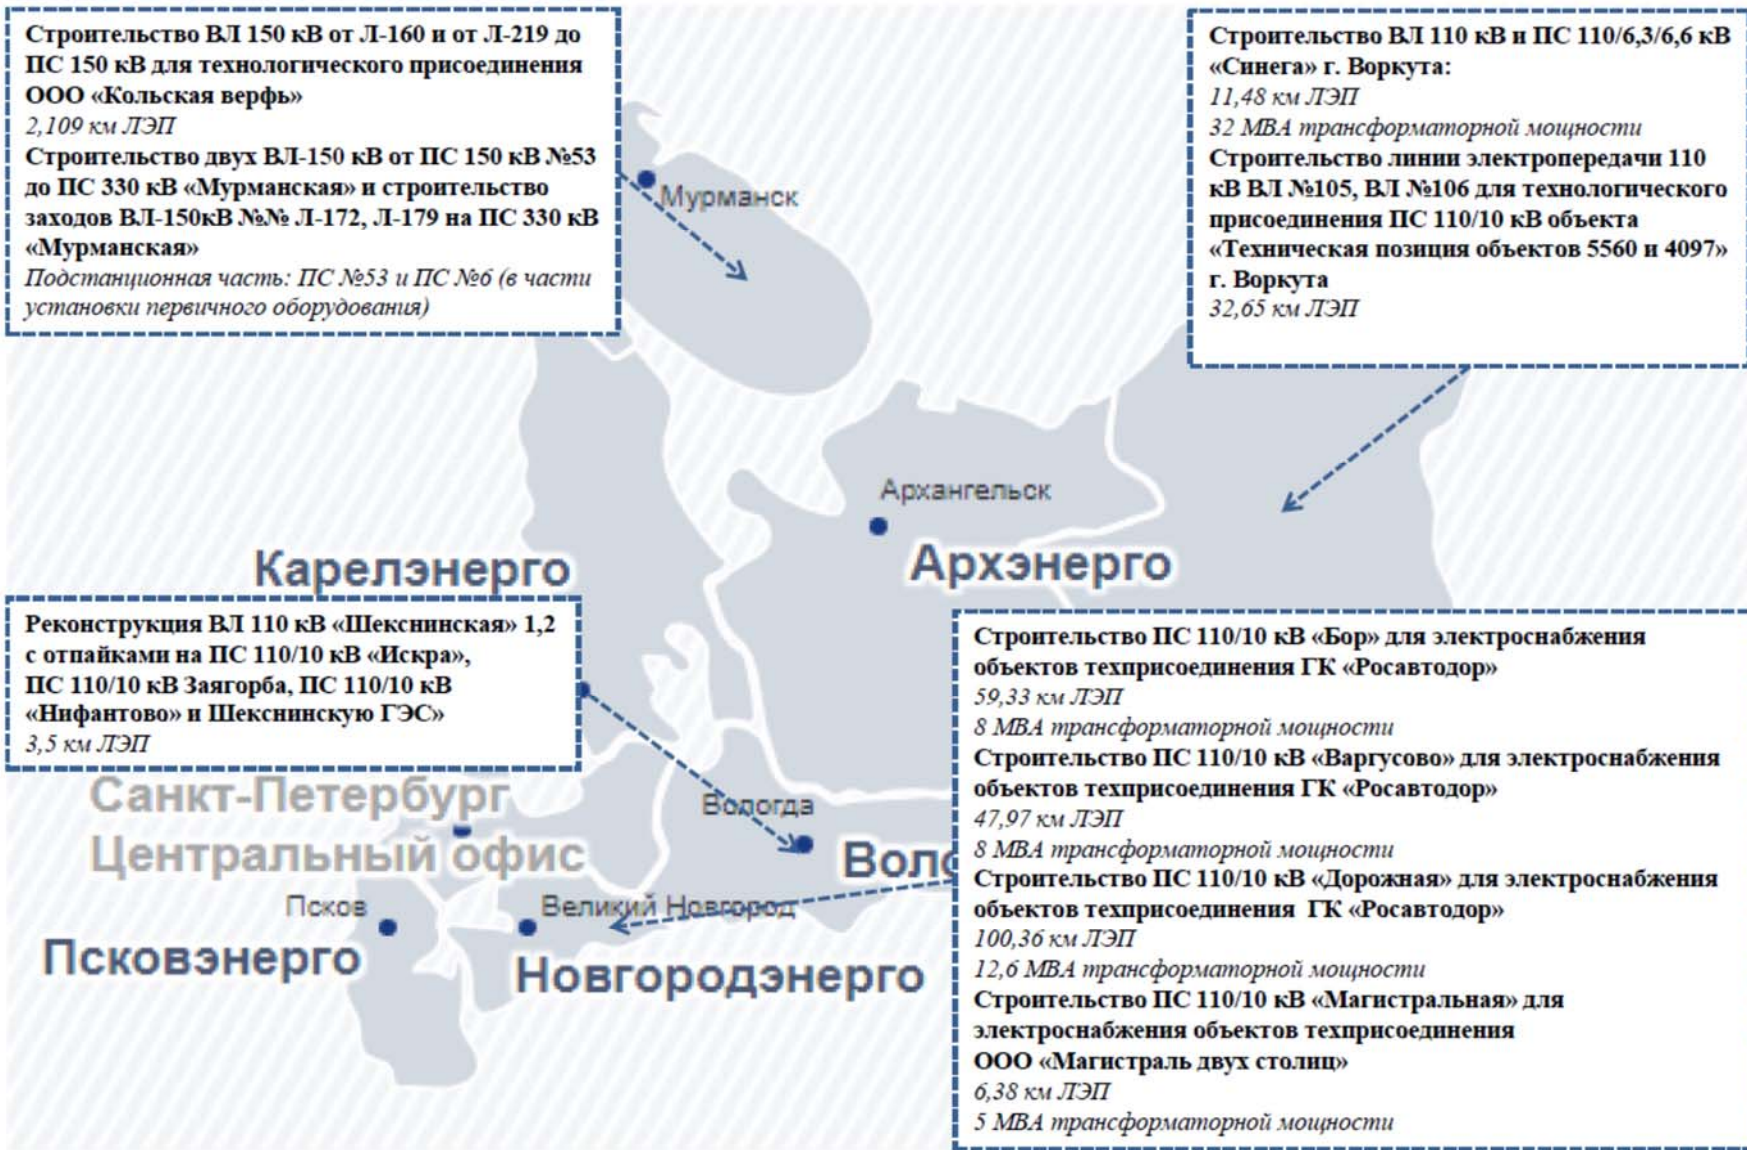 Строительство ВЛ 150 кВ от Л-160 и от Л-219 до
ПС 150 кВ для технологического присоединения
ООО «Кольская верфь»
2,109 км ЛЭП
Строительство двух ВЛ-150 кВ от ПС 150 кВ №53
до ПС 330 кВ «Мурманская» и строительство
заходов ВЛ-150кВ №№ Л-172, Л-179 на ПС 330 кВ
«Мурманская»
Подстанционная часть: ПС №53 и ПС №6 (в части
установки первичного оборудования)
Строительство ВЛ 110 кВ и ПС 110/6,3/6,6 кВ
«Синега» г. Воркута:
11,48 км ЛЭП
32 МВА трансформаторной мощности
Строительство линии электропередачи 110
кВ ВЛ №105, ВЛ №106 для технологического
присоединения ПС 110/10 кВ объекта
«Техническая позиция объектов 5560 и 4097»
г. Воркута
32,65 км ЛЭП
Мурманск
Архангельск
Карелэнерго
Архэнерго
Реконструкция ВЛ 110 кВ «Шекснинская» 1,2
с отпайками на ПС 110/10 кВ «Искра»,
ПС 110/10 кВ Заягорба, ПС 110/10 кВ
«Нифантово» и Шекснинскую ГЭС»
3,5 км ЛЭП
Санкт-Петербург
Центральный офис
Вологда
Воло
Псков
Великий Новгород
Псковэнерго
Новгородэнерго
Строительство ПС 110/10 кВ «Бор» для электроснабжения
объектов техприсоединения ГК «Росавтодор»
59,33 км ЛЭП
8 МВА трансформаторной мощности
Строительство ПС 110/10 кВ «Варгусово» для электроснабжения
объектов техприсоединения ГК «Росавтодор»
47,97 км ЛЭП
8 МВА трансформаторной мощности
Строительство ПС 110/10 кВ «Дорожная» для электроснабжения
объектов техприсоединения ГК «Росавтодор»
100,36 км ЛЭП
12,6 МВА трансформаторной мощности
Строительство ПС 110/10 кВ «Магистральная» для
электроснабжения объектов техприсоединения
ООО «Магистраль двух столиц»
6,38 км ЛЭП
5 МВА трансформаторной мощности